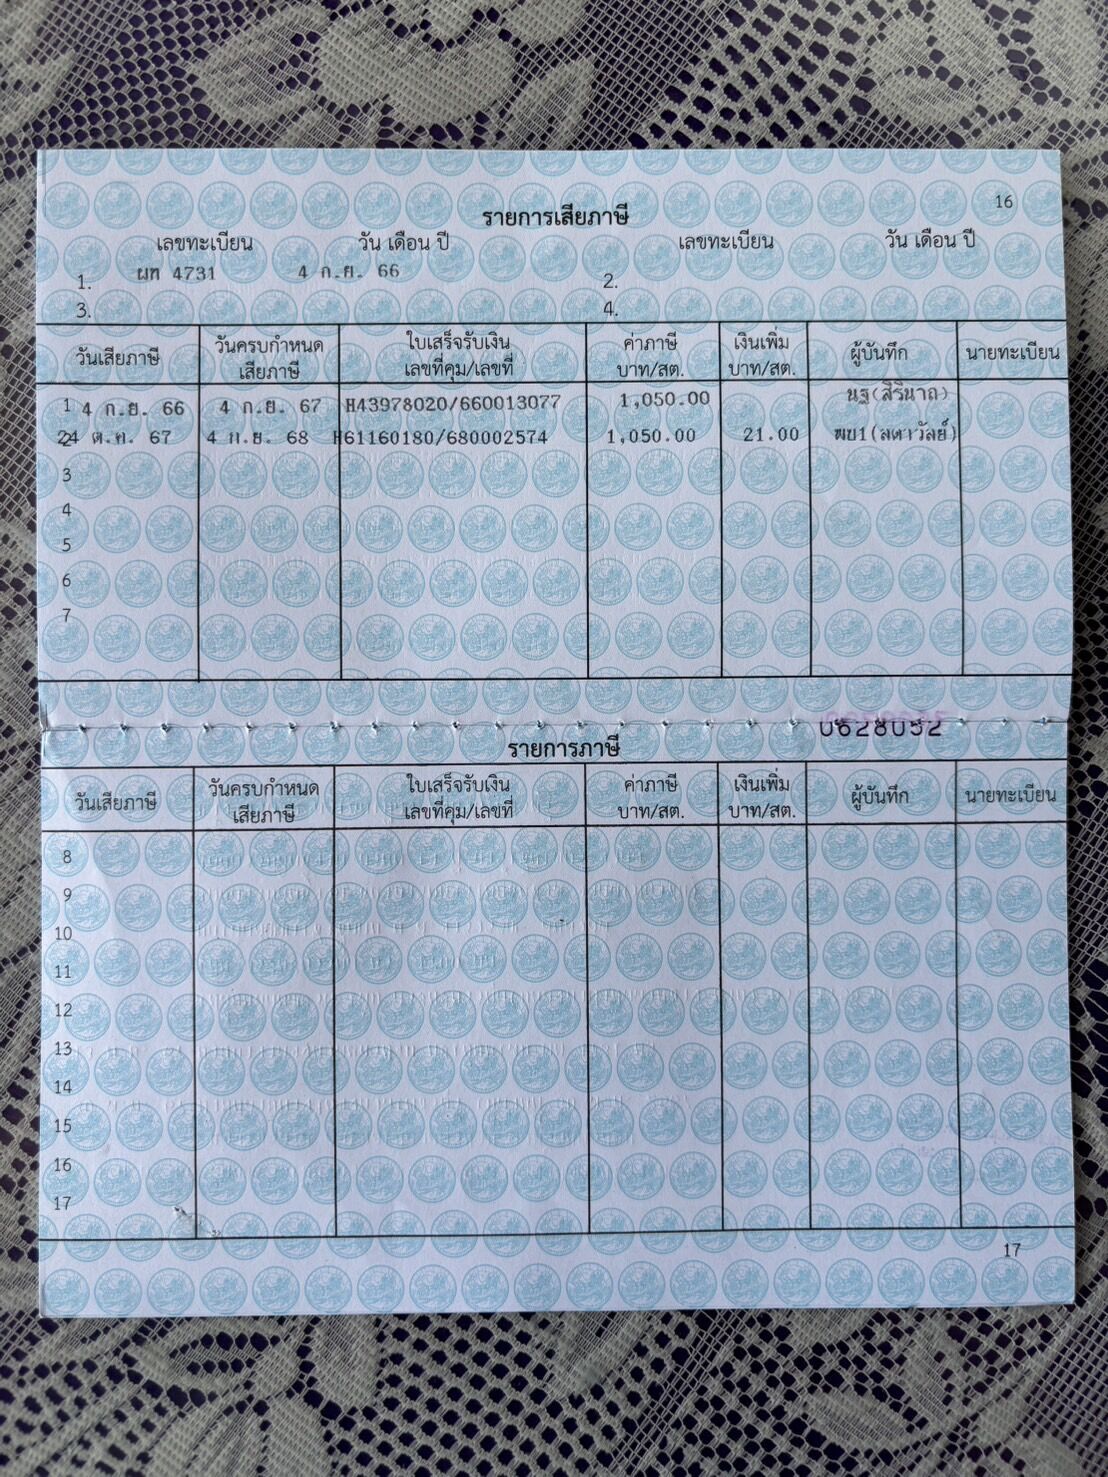 16
รายการเสียภาษี
เลขทะเบียน วัน เดือน ปี เลขทะเบียน วัน เดือน ปี
1. ผท 4731 4 ก.ย. 66 2.
3. 4.
วันเสียภาษี วันครบกำหนดเสียภาษี ใบเสร็จรับเงินเลขที่คุม/เลขที่ ค่าภาษีบาท/สต. เงินเพิ่มบาท/สต. ผู้บันทึก นายทะเบียน
1 4 ก.ย. 66 4 ก.ย. 67 H43978020/660013077 1,050.00 นฐ(สิรินาถ)
2 24 ต.ค. 67 4 ก.ย. 68 H61160180/680002574 1,050.00 21.00 พบ1(ลดาวัลย์)
3
4
5
6
7
0628052
รายการภาษี
วันเสียภาษี วันครบกำหนดเสียภาษี ใบเสร็จรับเงินเลขที่คุม/เลขที่ ค่าภาษีบาท/สต. เงินเพิ่มบาท/สต. ผู้บันทึก นายทะเบียน
8
9
10
11
12
13
14
15
16
17
17